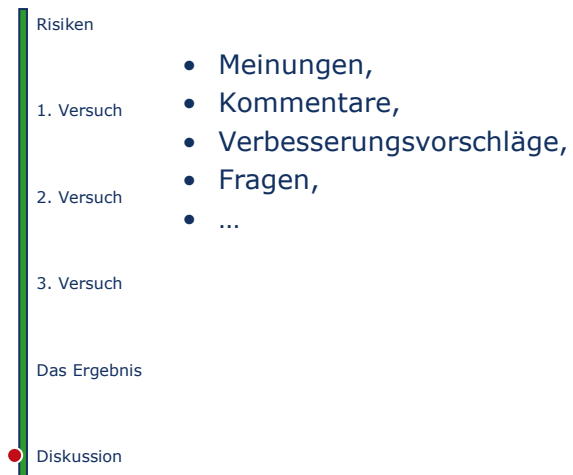 Risiken
1. Versuch
2. Versuch
3. Versuch
Das Ergebnis
Diskussion
• Meinungen,
• Kommentare,
• Verbesserungsvorschläge,
• Fragen,
• …